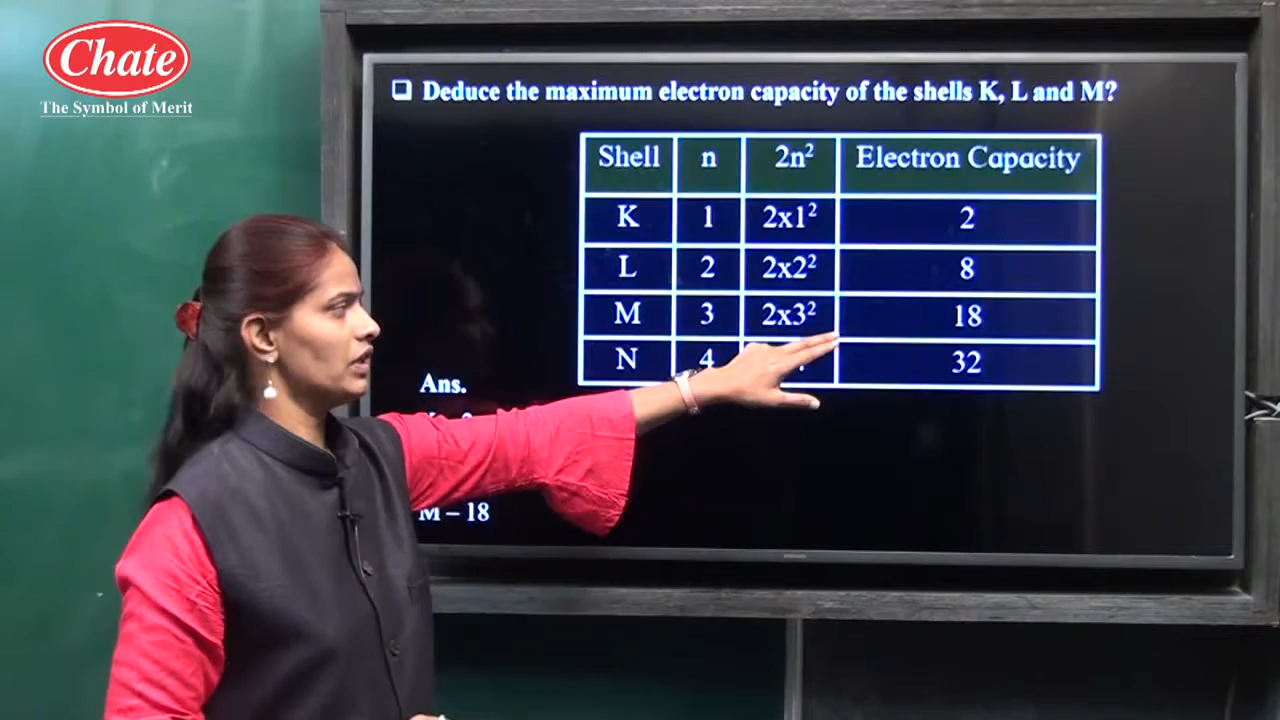 Chate
The Symbol of Merit
❑ Deduce the maximum electron capacity of the shells K, L and M?
Shell n 2n² Electron Capacity
K 1 2x1² 2
L 2 2x2² 8
M 3 2x3² 18
N 4 32
Ans.
M – 18